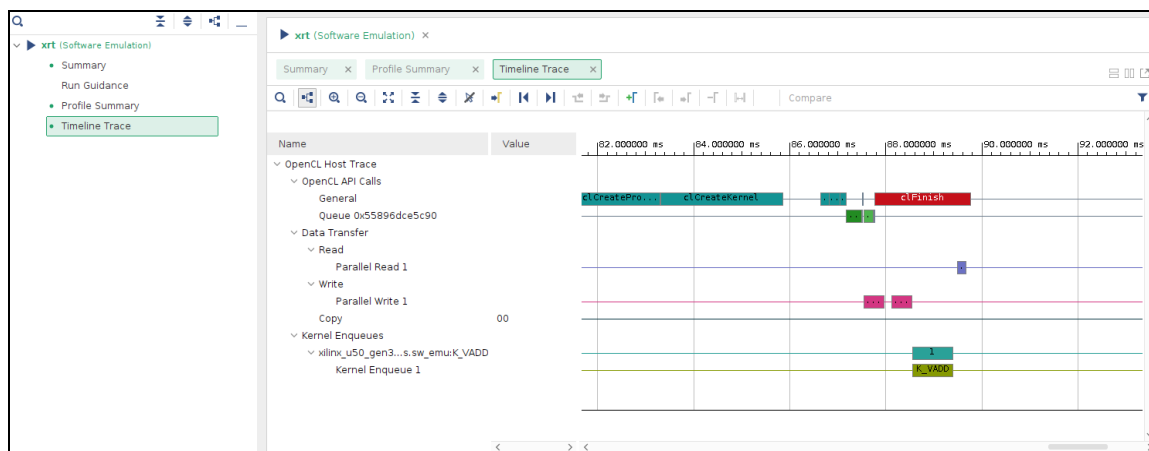 xrt (Software Emulation)
Summary
Run Guidance
Profile Summary
Timeline Trace
xrt (Software Emulation) ×
Summary × Profile Summary × Timeline Trace ×
Compare
Name Value
82.000000 ms 84.000000 ms 86.000000 ms 88.000000 ms 90.000000 ms 92.000000 ms
OpenCL Host Trace
OpenCL API Calls
General clCreatePro... clCreateKernel .... clFinish
Queue 0x55896dce5c90 .. ..
Data Transfer
Read
Parallel Read 1 .
Write
Parallel Write 1 ... ...
Copy 00
Kernel Enqueues
xilinx_u50_gen3...s.sw_emu:K_VADD 1
Kernel Enqueue 1 K_VADD